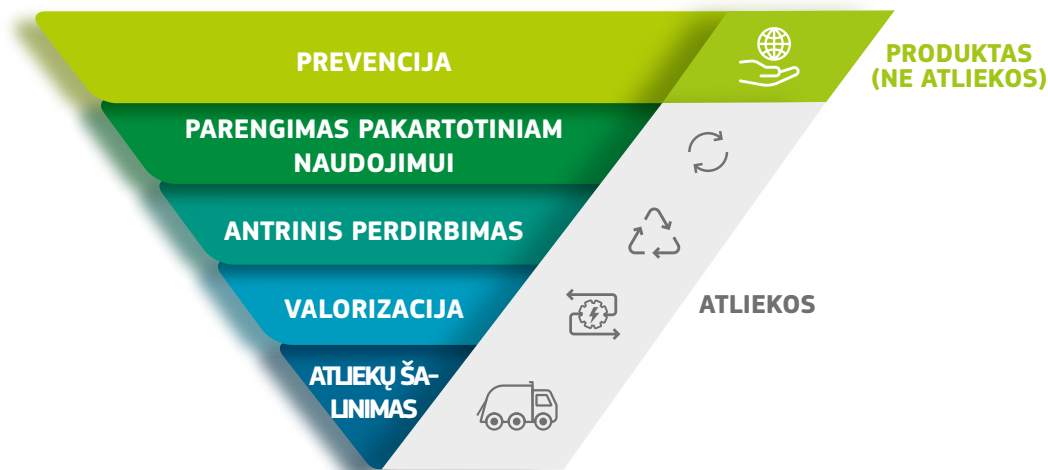 PREVENCIJA
PRODUKTAS
(NE ATLIEKOS)
PARENGIMAS PAKARTOTINIAM
NAUDOJIMUI
ANTRINIS PERDIRBIMAS
VALORIZACIJA
ATLIEKOS
ATLIEKŲ ŠA-
LINIMAS